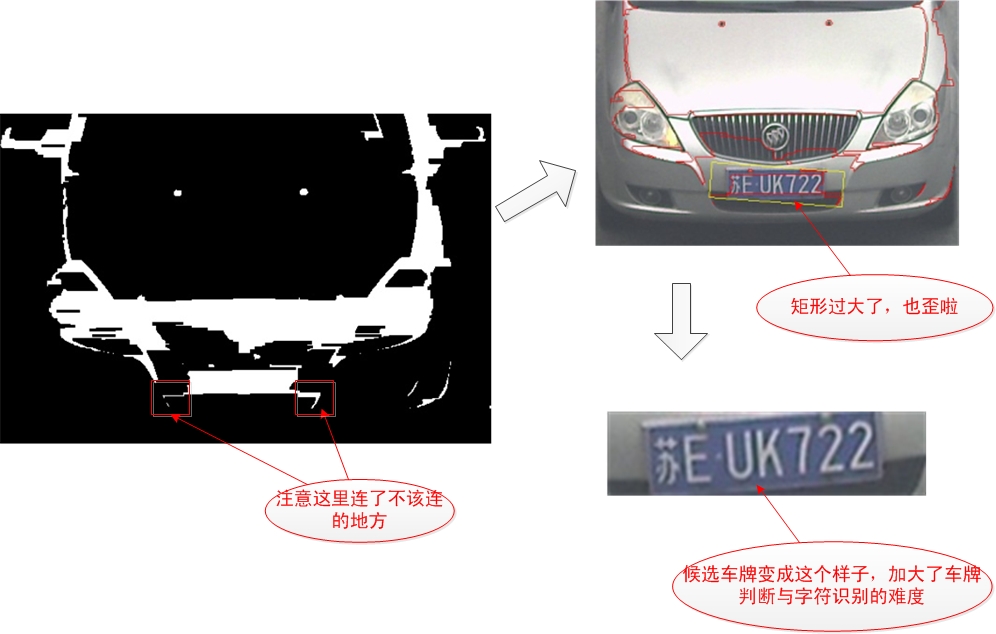 苏E·UK722
矩形过大了，也歪啦
苏E·UK722
注意这里连了不该连
的地方
候选车牌变成这个样子，加大了车牌
判断与字符识别的难度